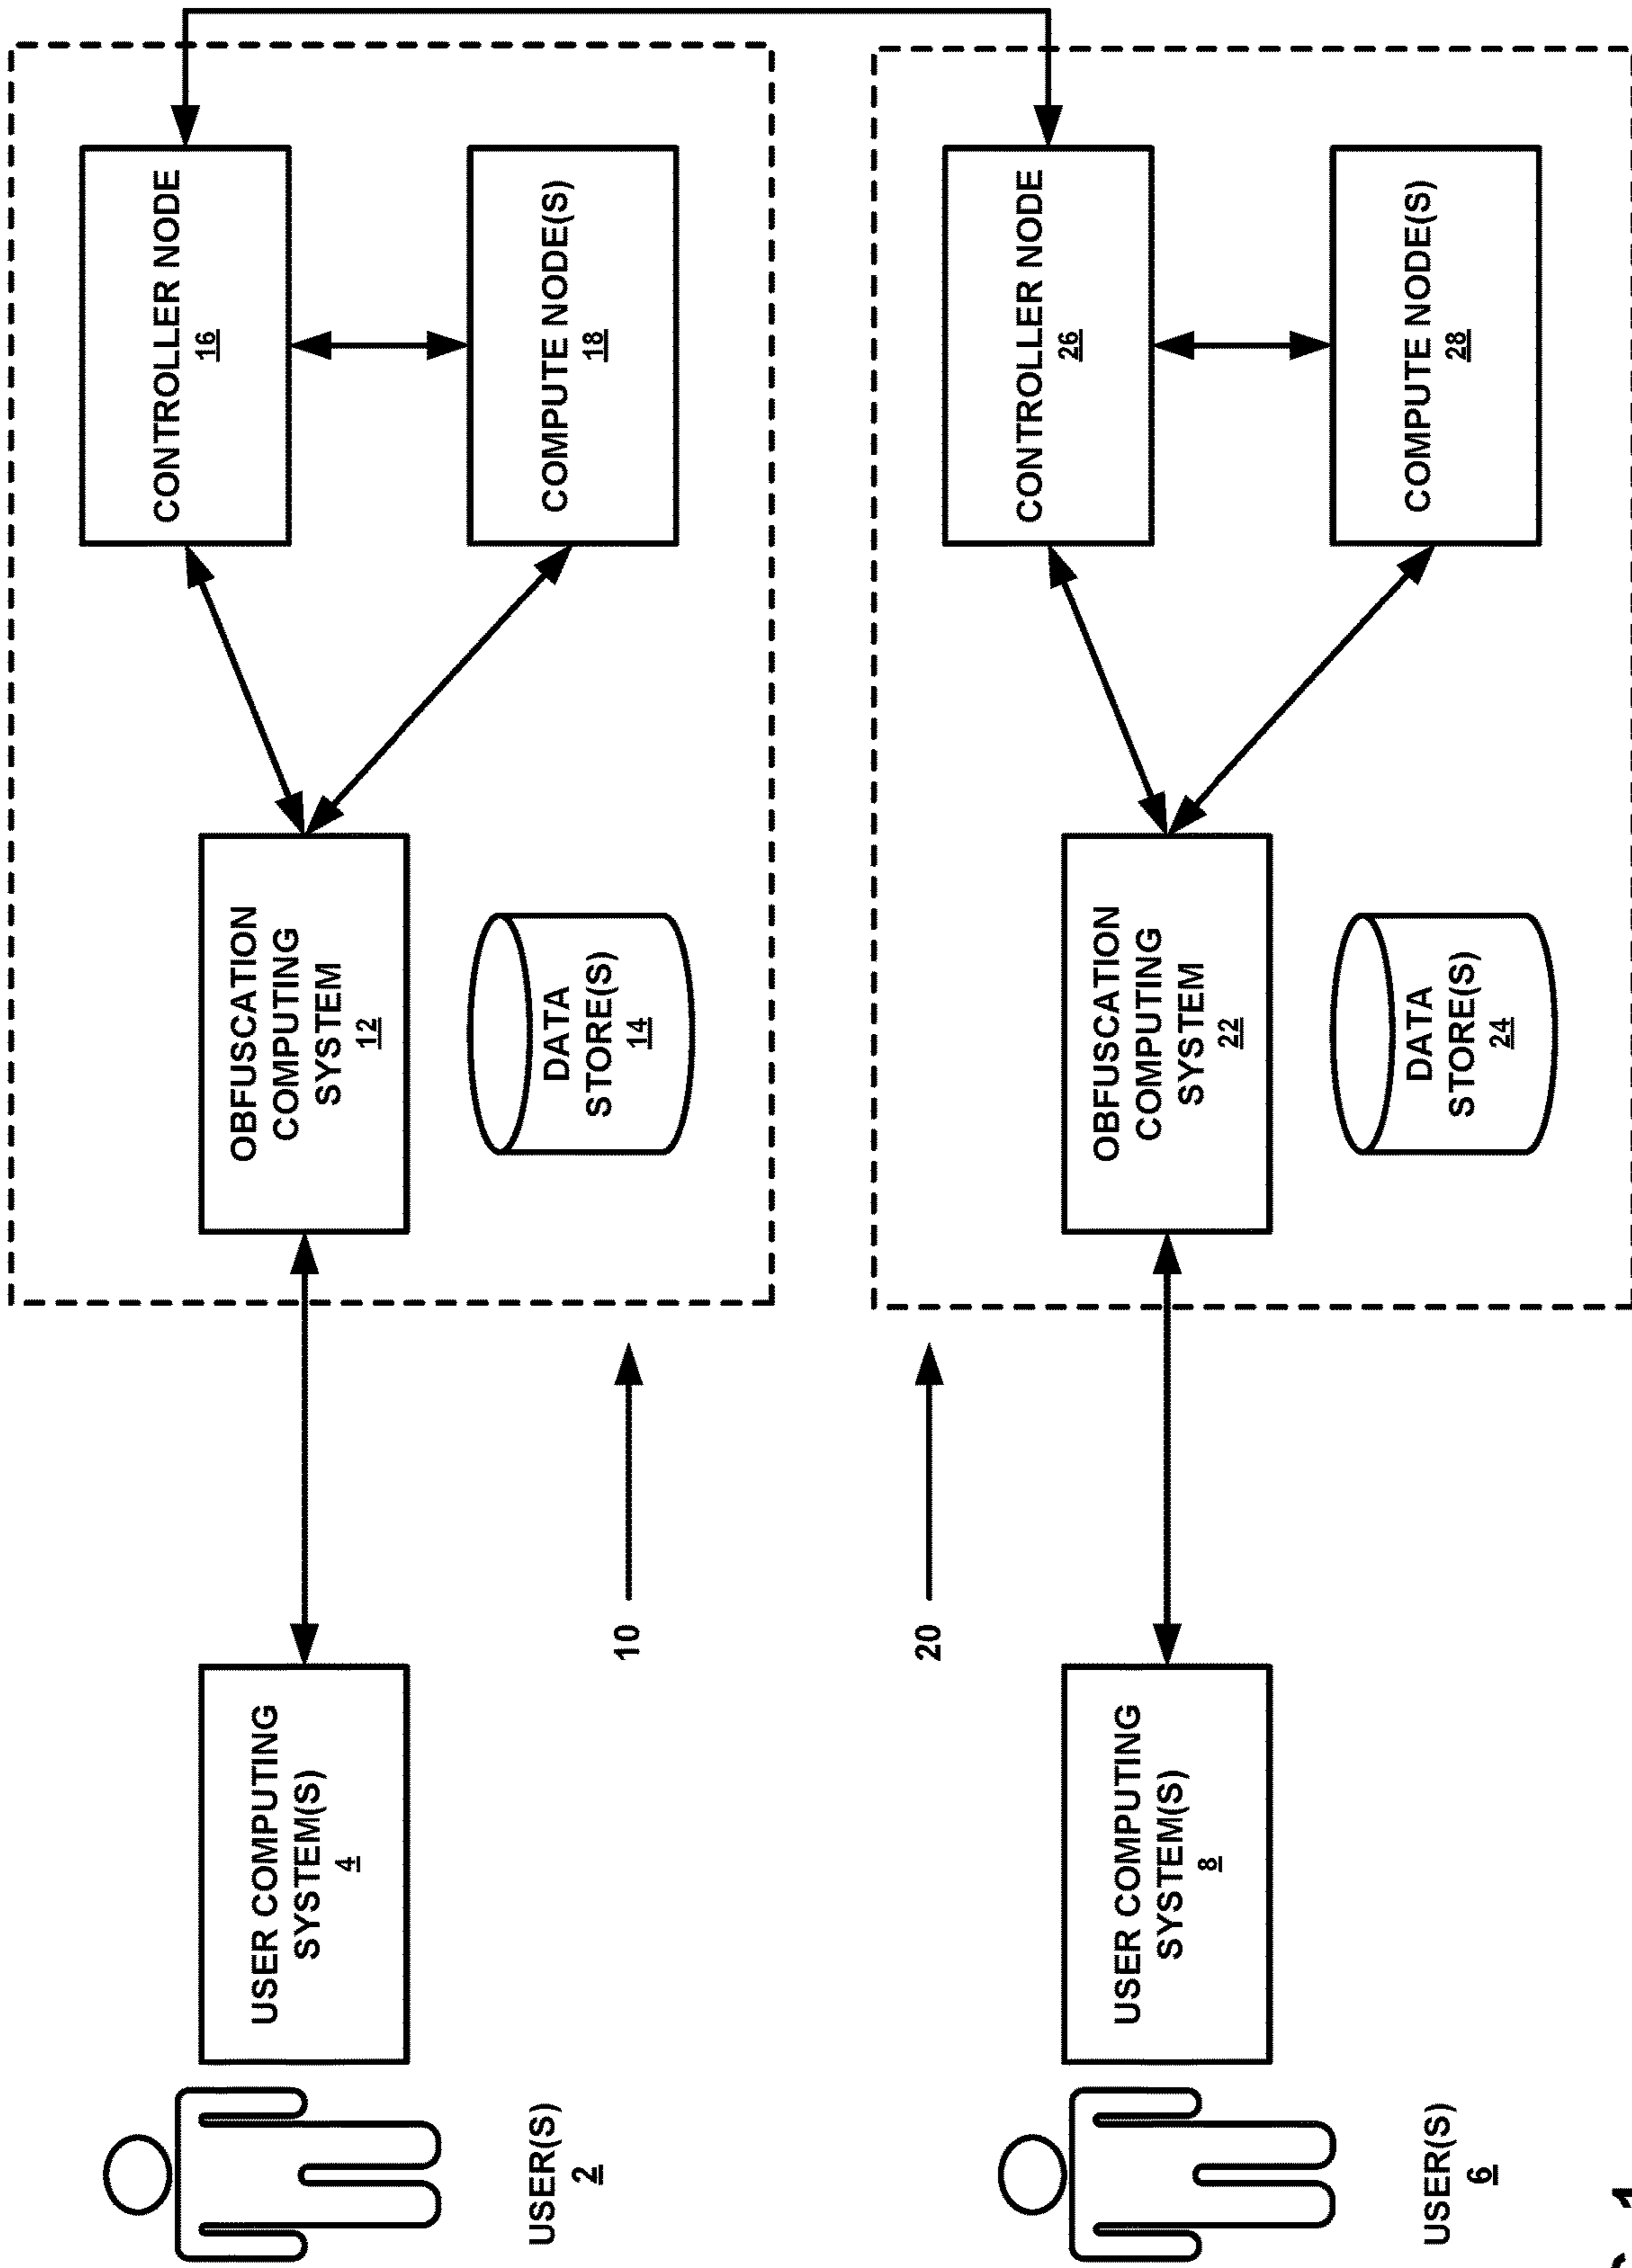 USER(S)
2
USER COMPUTING
SYSTEM(S)
4
OBFUSCATION
COMPUTING
SYSTEM
12
DATA
STORE(S)
14
CONTROLLER NODE
16
COMPUTE NODE(S)
18
10
20
USER(S)
6
USER COMPUTING
SYSTEM(S)
8
OBFUSCATION
COMPUTING
SYSTEM
22
DATA
STORE(S)
24
CONTROLLER NODE
26
COMPUTE NODE(S)
28